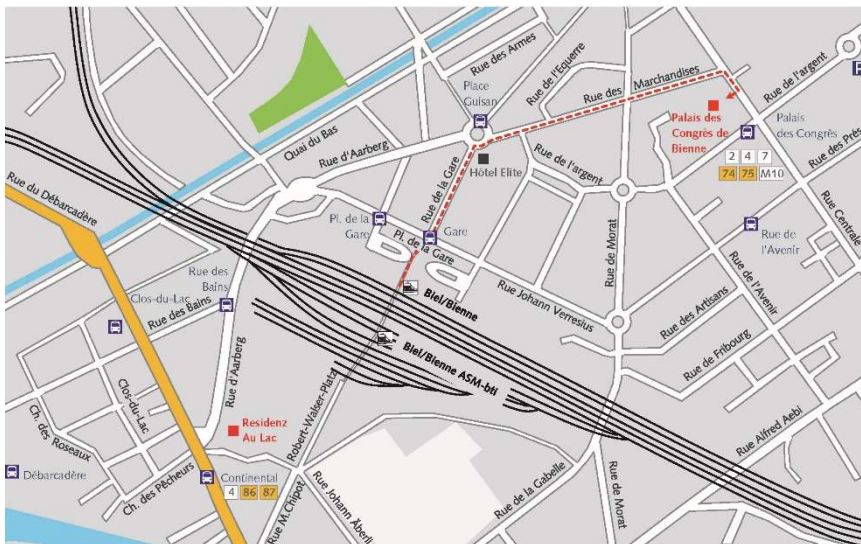 Rue des Armes
Rue de l'Equerre
Place
Guisan
Rue des Marchandises
Rue de l'argent
P
Palais des
Congrès de
Bienne
Palais
des Congrès
2 4 7
74 75 M10
Rue des Prés
Quai du Bas
Rue d'Aarberg
Hôtel Elite
Rue de l'argent
Rue de la Gare
Rue du Débarcadère
Pl. de la
Gare
Gare
Pl. de la Gare
Rue de Morat
Rue Centrale
Rue de
l'Avenir
Rue de l'Avenir
Rue des
Bains
Clos-du-Lac
Rue des Bains
Biel/Bienne
Rue Johann Verresius
Rue des Artisans
Rue de Fribourg
Biel/Bienne ASM-btI
Rue d'Aarberg
Clos-du-Lac
Ch. des Roseaux
Robert-Walser-Platz
Residenz
Au Lac
Rue Alfred Aebi
Débarcadère
Ch. des Pêcheurs
Continental
4 86 87
Rue M.Chipot
Rue Johann Äberli
Rue de la Gabelle
Rue de Morat